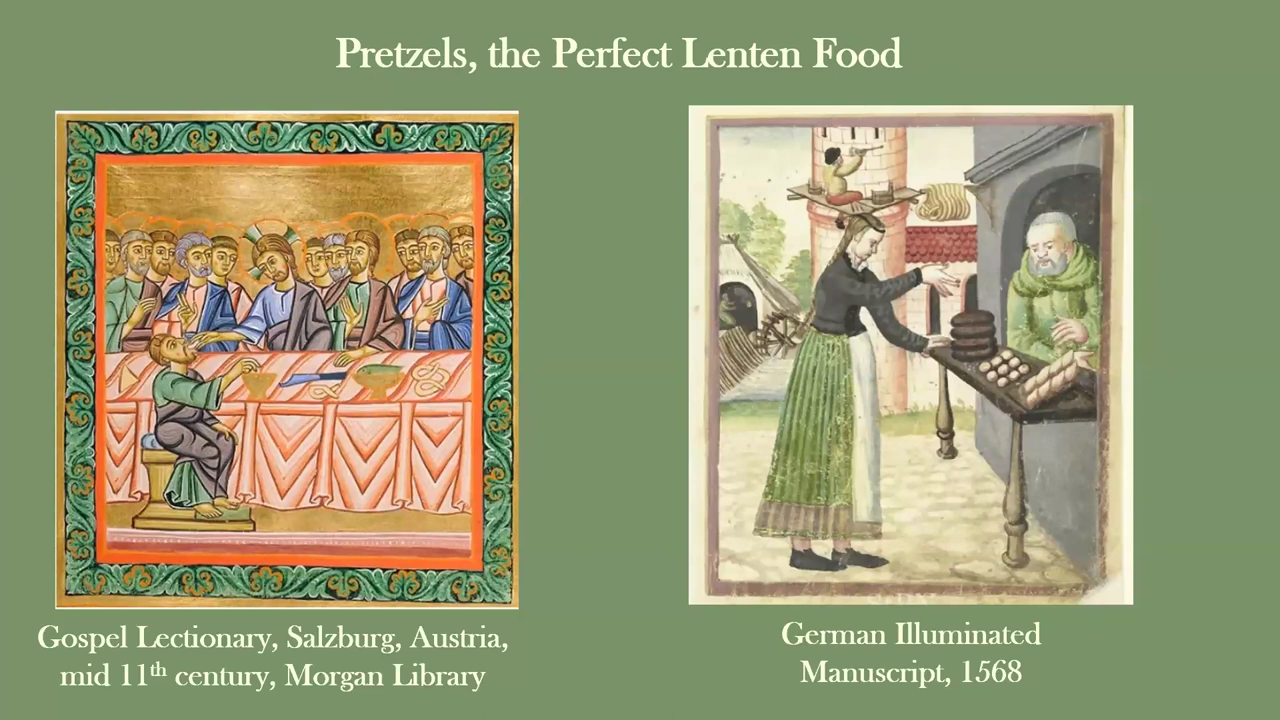 Pretzels, the Perfect Lenten Food
Gospel Lectionary, Salzburg, Austria,
mid 11th century, Morgan Library
German Illuminated
Manuscript, 1568